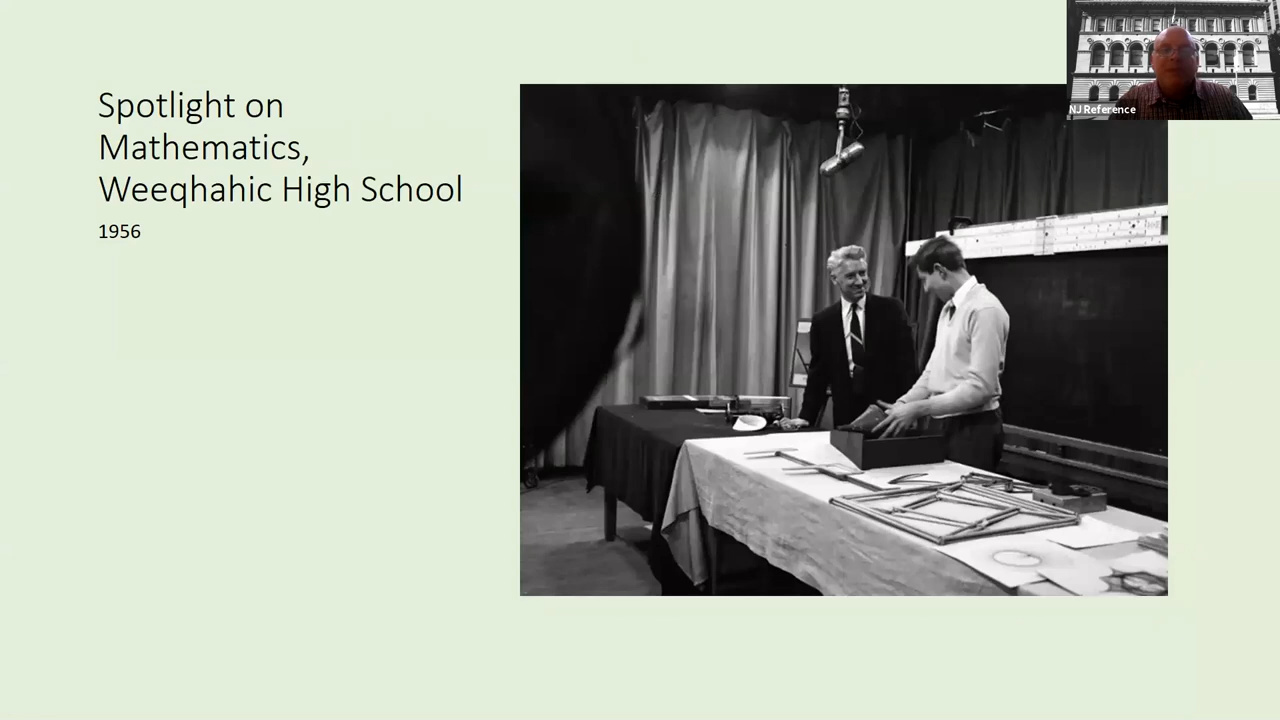 Spotlight on
Mathematics,
Weeqhahic High School
1956
NJ Reference